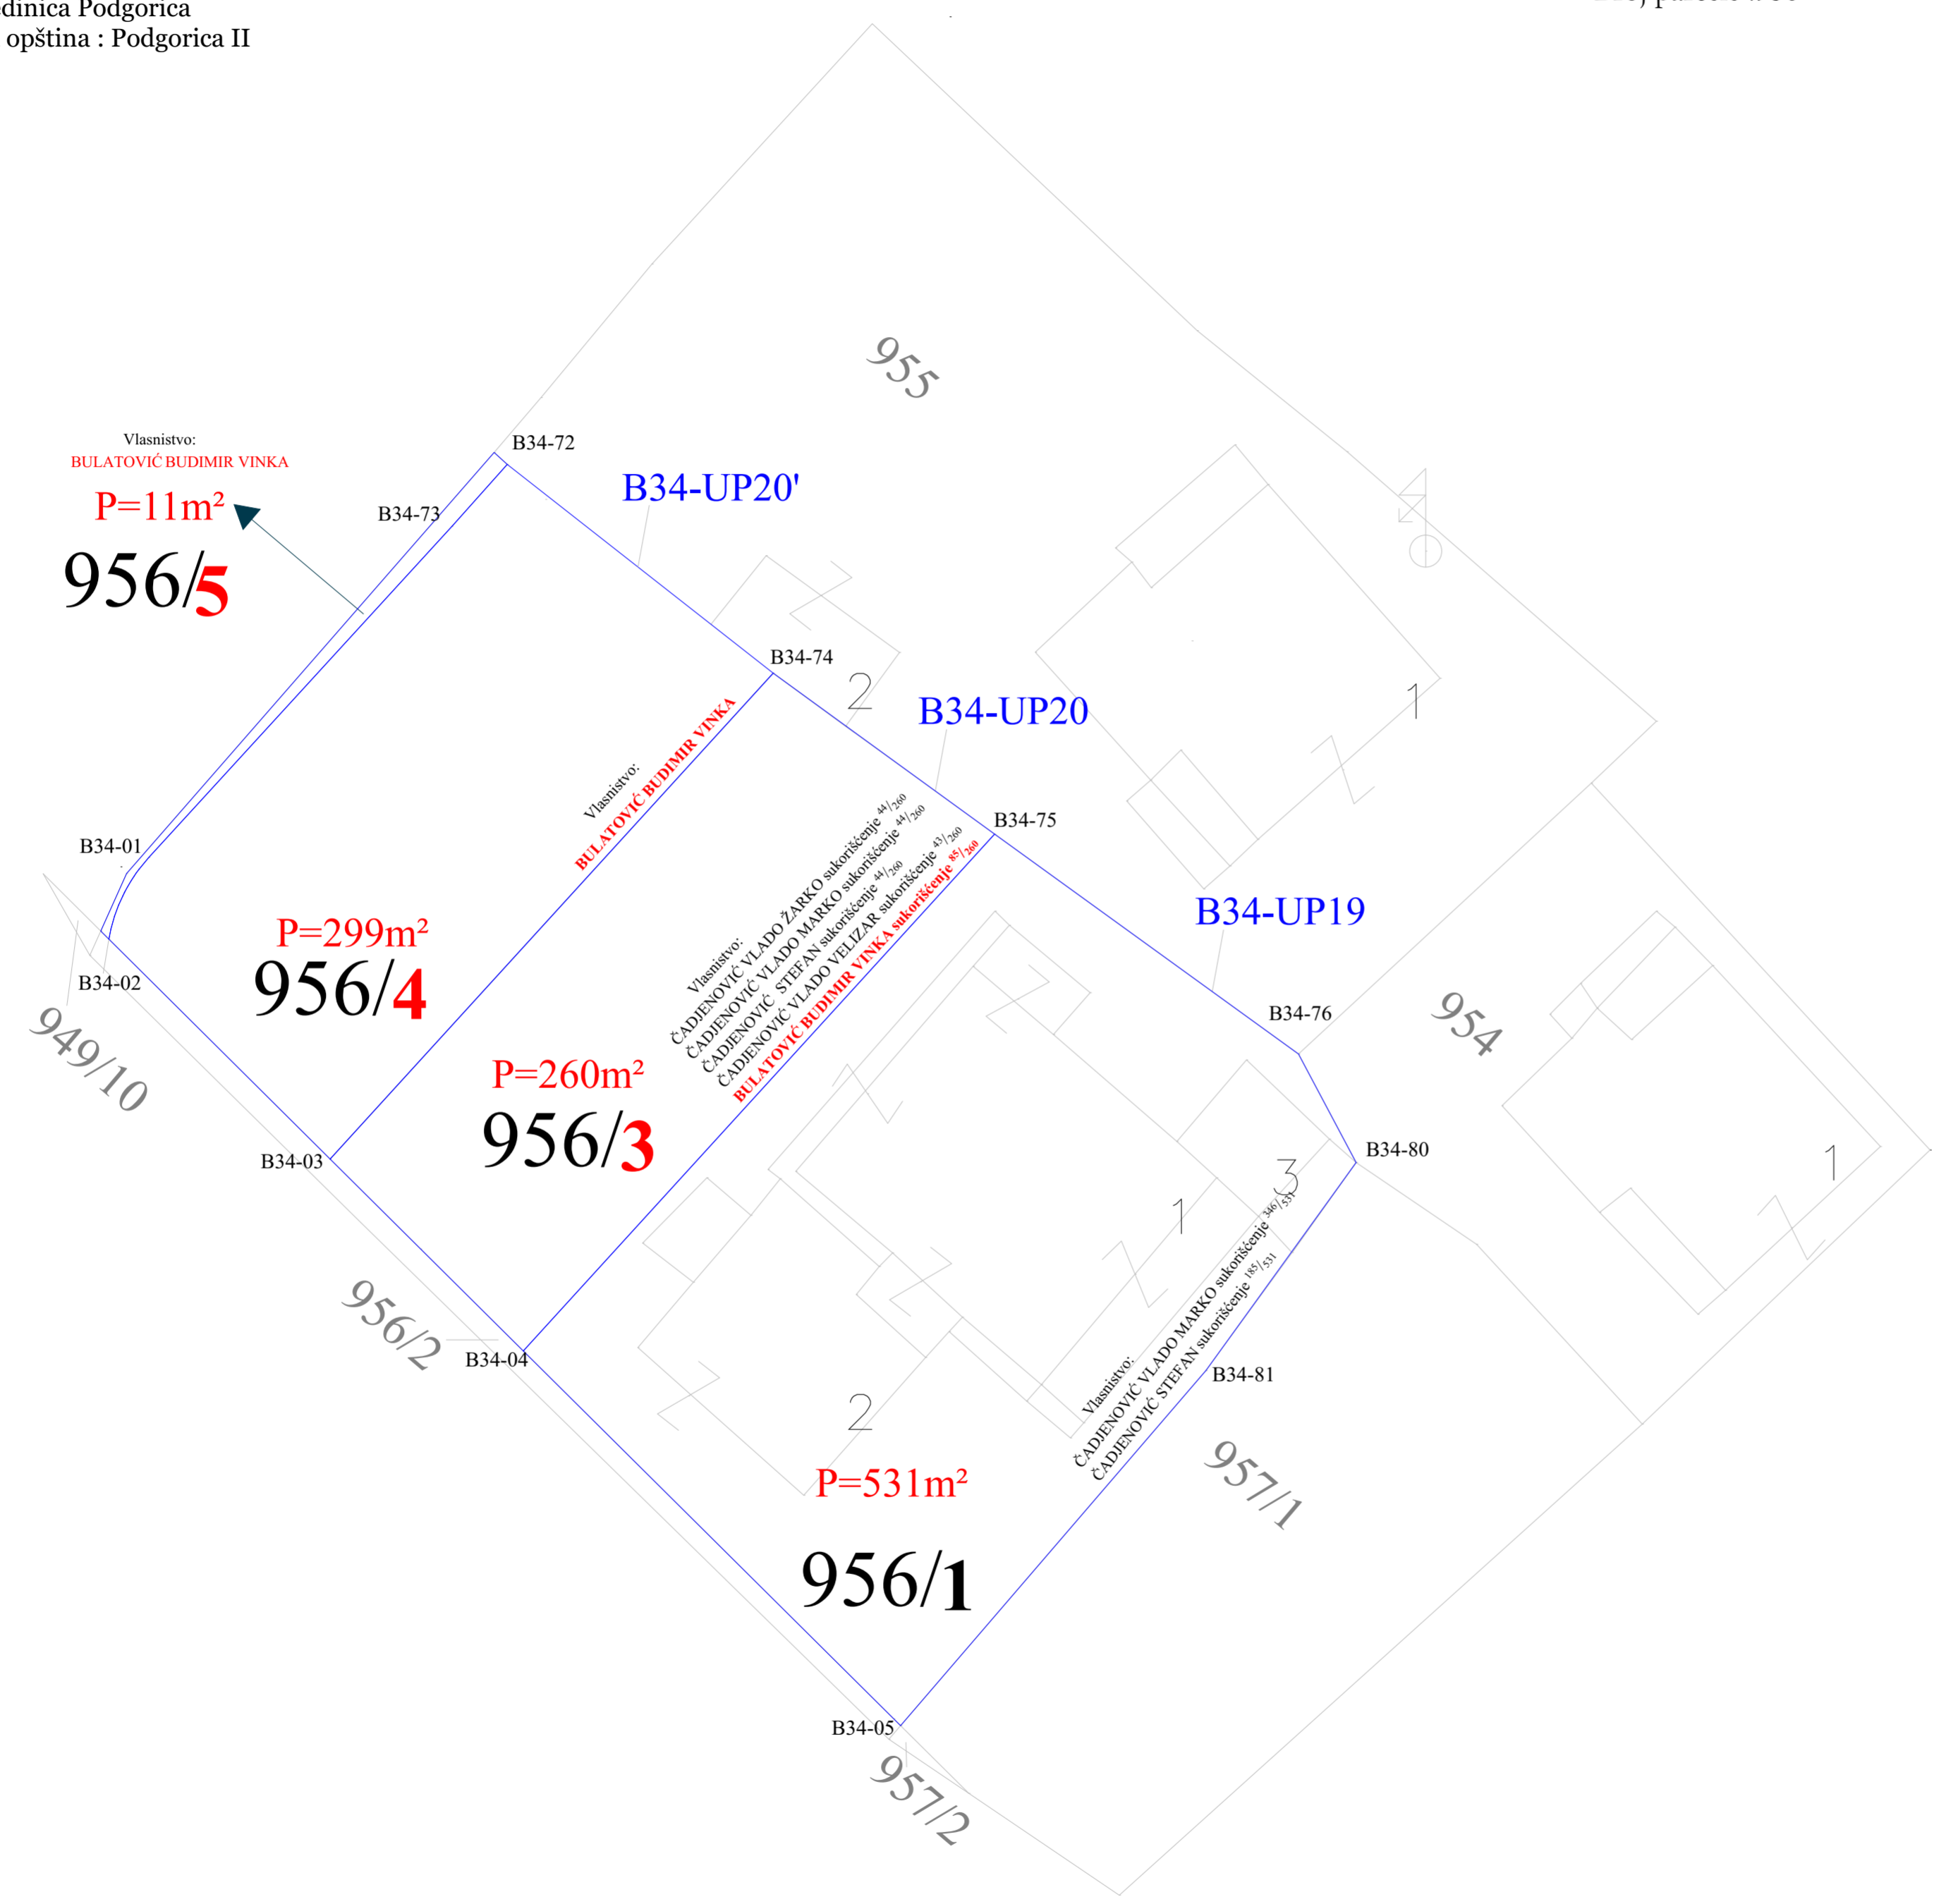 edinica Podgorica
opština : Podgorica II
955
Vlasnistvo:
BULATOVIĆ BUDIMIR VINKA
P=11m²
956/5
B34-72
B34-73
B34-UP20'
B34-74
2
B34-UP20
1
B34-75
B34-UP19
B34-76
954
B34-80
1
B34-01
B34-02
949/10
P=299m²
956/4
Vlasnistvo:
BULATOVIĆ BUDIMIR VINKA
B34-03
P=260m²
956/3
Vlasnistvo:
ČADJENOVIĆ VLADO ŽARKO sukorišćenje 44/260
ČADJENOVIĆ VLADO MARKO sukorišćenje 44/260
ČADJENOVIĆ STEFAN sukorišćenje 44/260
ČADJENOVIĆ VLADO VELIZAR sukorišćenje 43/260
BULATOVIĆ BUDIMIR VINKA sukorišćenje 85/260
3
1
956/2
B34-04
2
P=531m²
956/1
Vlasnistvo:
ČADJENOVIĆ VLADO MARKO sukorišćenje 346/531
ČADJENOVIĆ STEFAN sukorišćenje 185/531
B34-81
957/1
B34-05
957/2